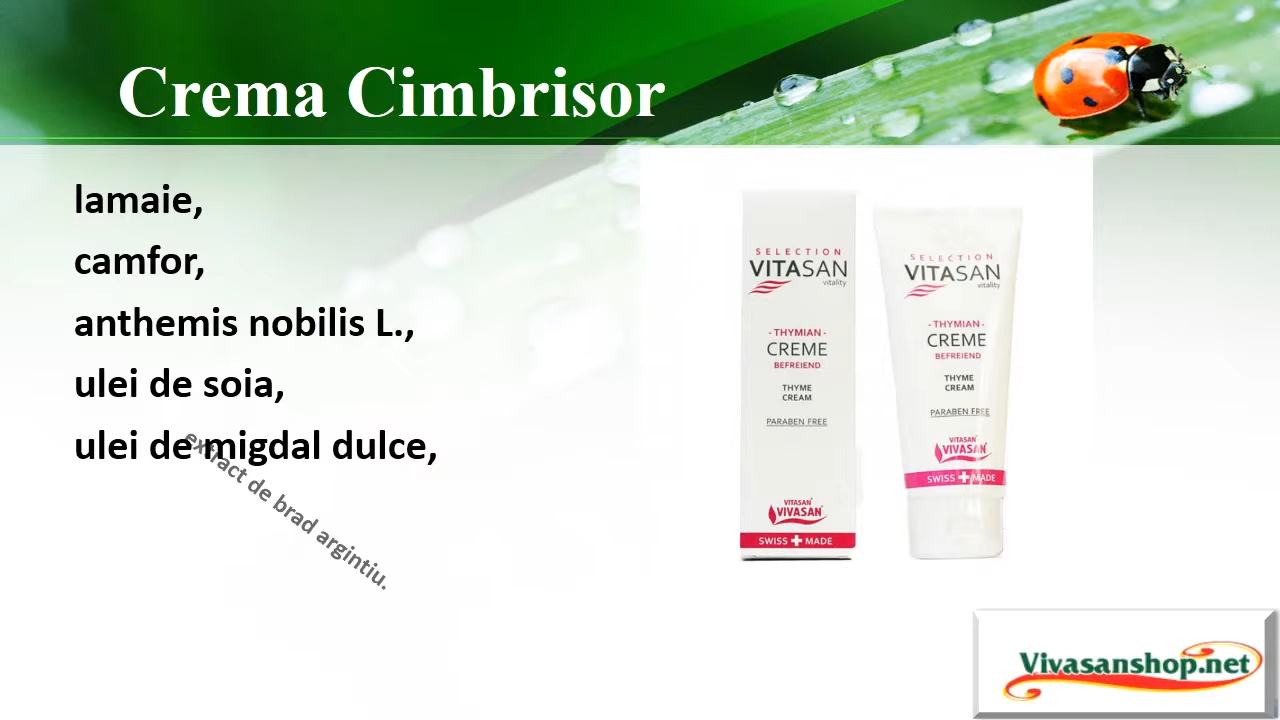 Crema Cimbrisor
lamaie,
camfor,
anthemis nobilis L.,
ulei de soia,
ulei de migdal dulce,
extract de brad argintiu.
SELECTION
VITASAN
vitality
- THYMIAN -
CREME
BEFREIEND
THYME
CREAM
PARABEN FREE
VITASAN
VIVASAN
SWISS MADE
SELECTION
VITASAN
vitality
- THYMIAN -
CREME
BEFREIEND
THYME
CREAM
PARABEN FREE
VITASAN
VIVASAN
SWISS MADE
Vivasanshop.net